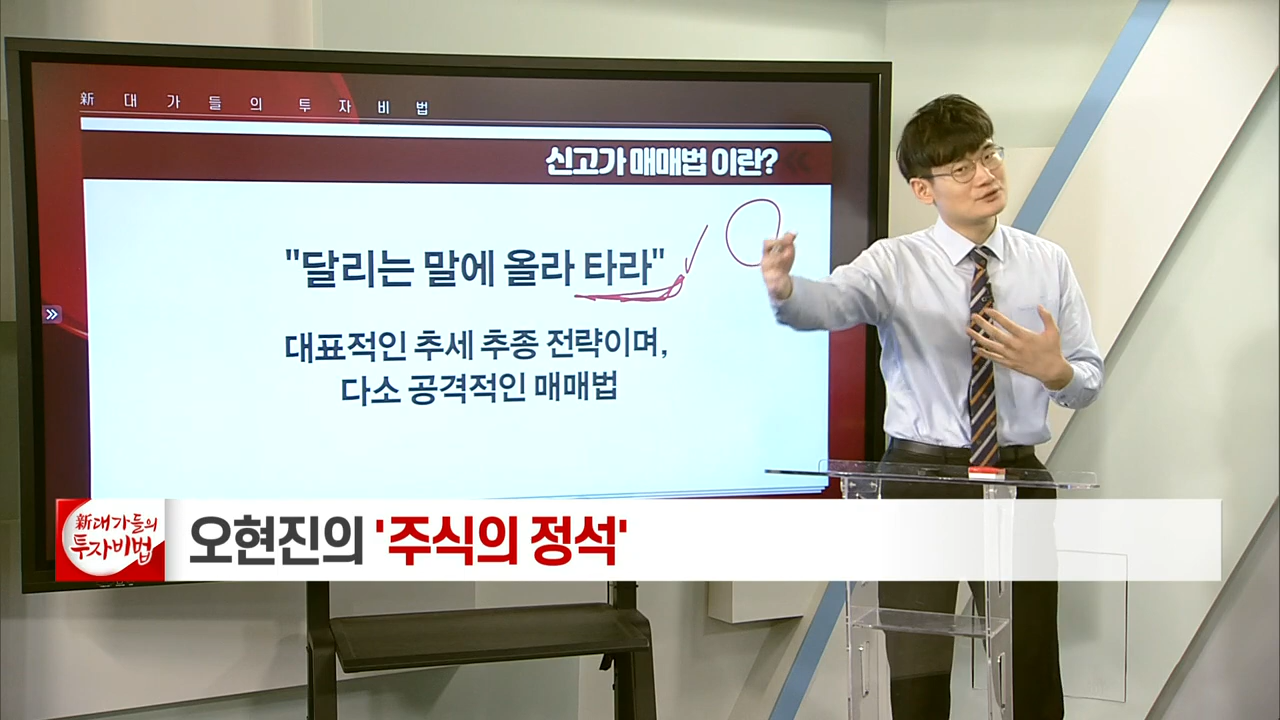 新 대 가 들 의 투 자 비 법
신고가 매매법 이란?
"달리는 말에 올라 타라"
대표적인 추세 추종 전략이며,
다소 공격적인 매매법
新대가들의
투자비법
오현진의 '주식의 정석'